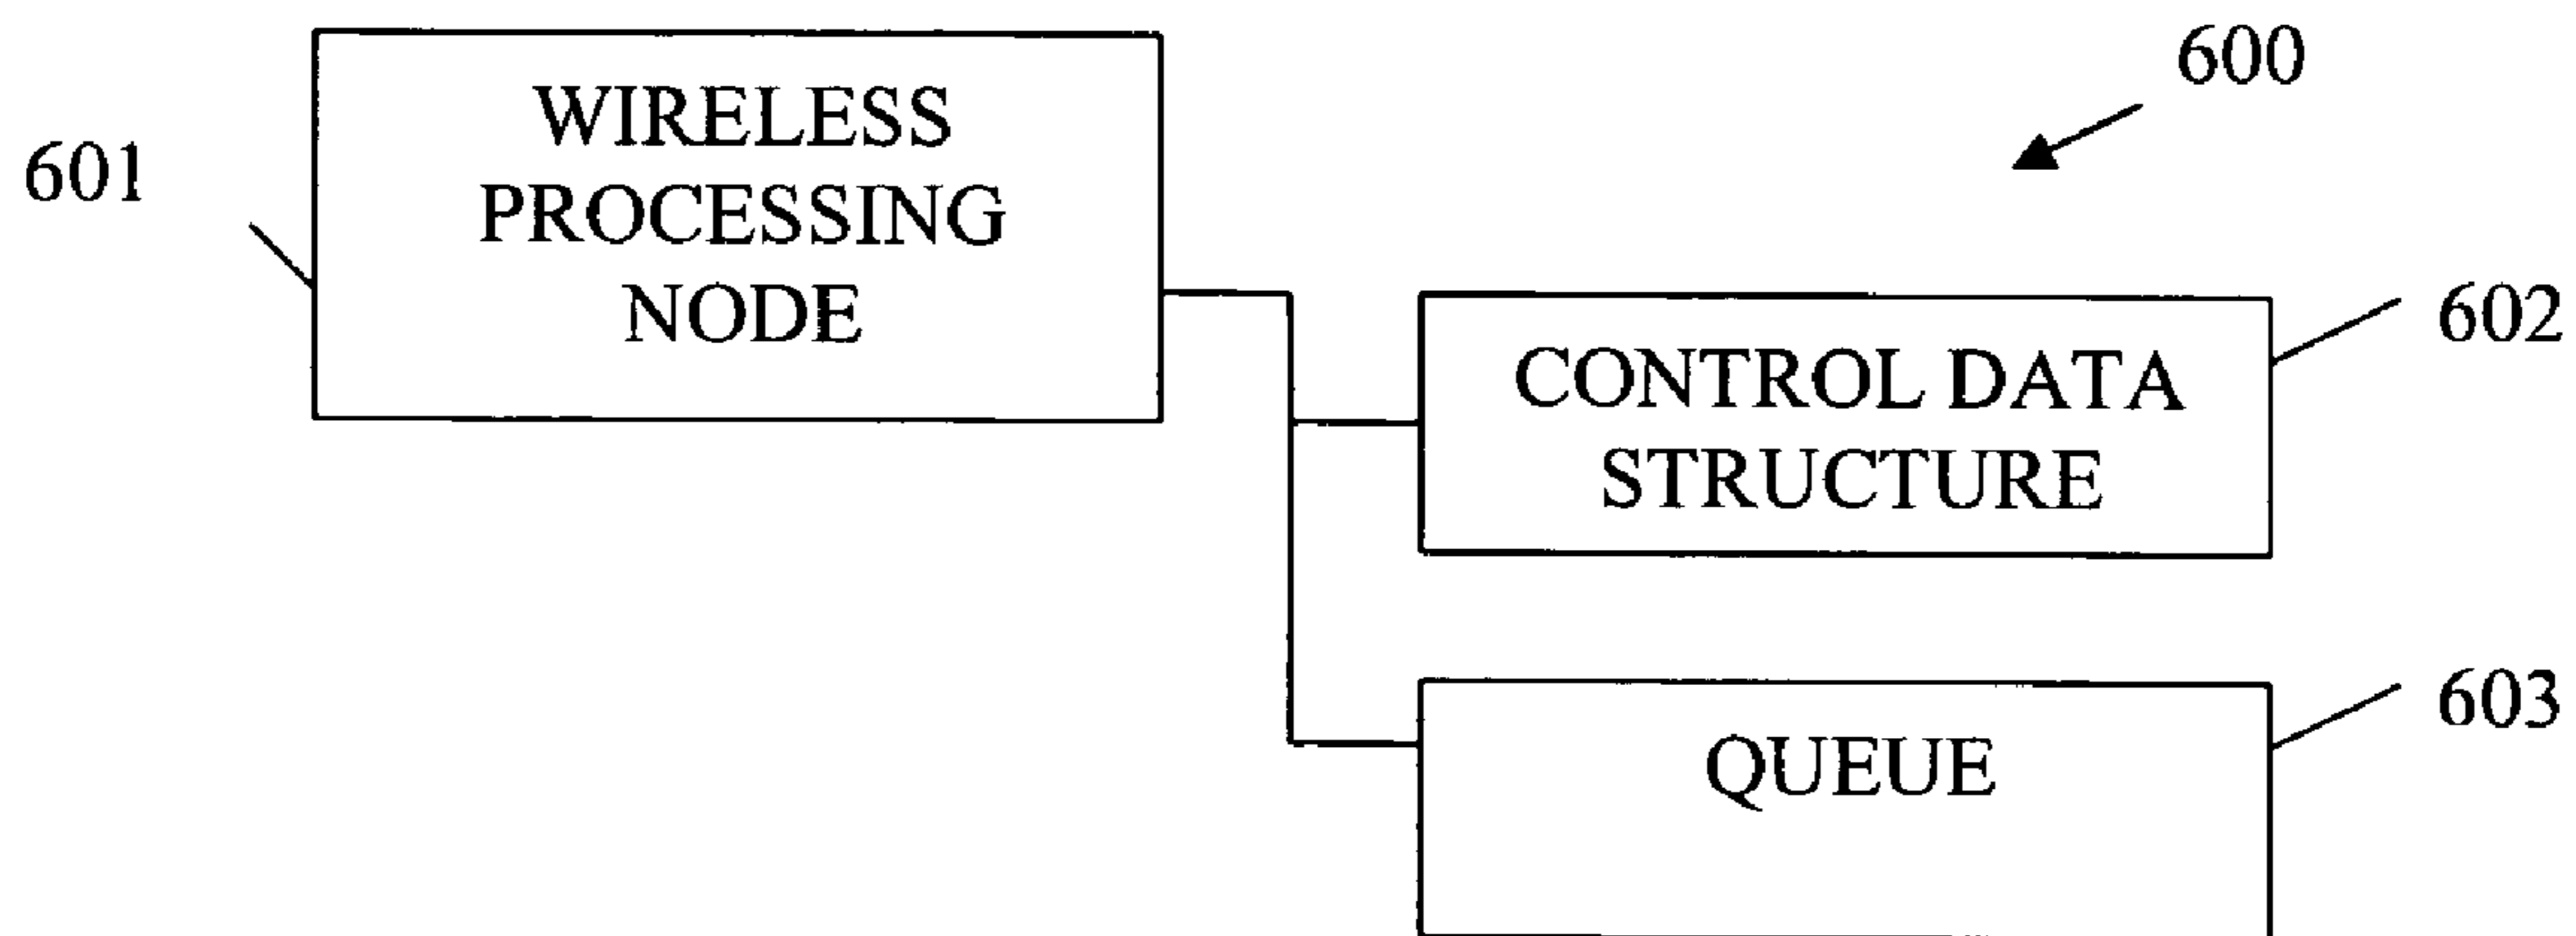 600
WIRELESS
PROCESSING
NODE
601
CONTROL DATA
STRUCTURE
602
QUEUE
603